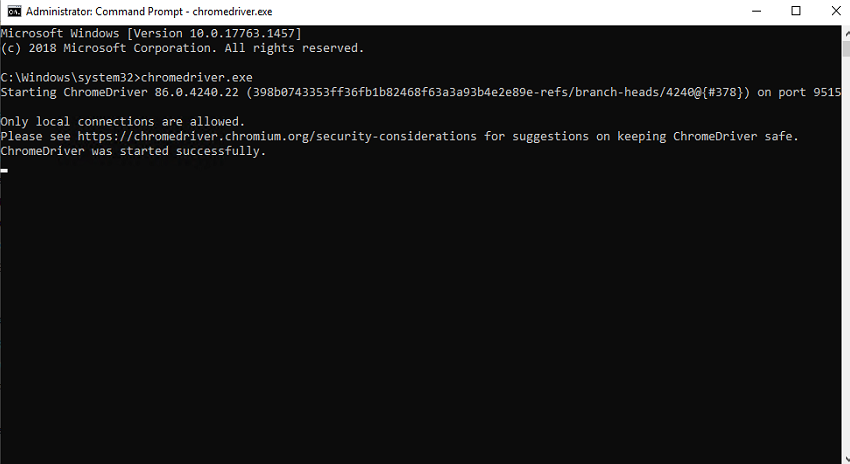 Administrator: Command Prompt - chromedriver.exe
Microsoft Windows [Version 10.0.17763.1457]
(c) 2018 Microsoft Corporation. All rights reserved.
C:\Windows\system32>chromedriver.exe
Starting ChromeDriver 86.0.4240.22 (398b0743353ff36fb1b82468f63a3a93b4e2e89e-refs/branch-heads/4240@{#378}) on port 9515
Only local connections are allowed.
Please see https://chromedriver.chromium.org/security-considerations for suggestions on keeping ChromeDriver safe.
ChromeDriver was started successfully.